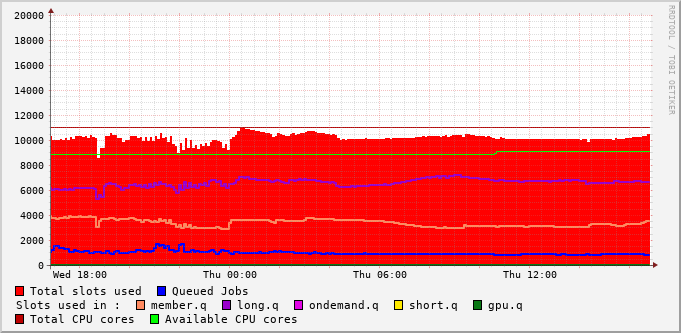 RRDTOOL / TOBI OETIKER
20000
18000
16000
14000
12000
10000
8000
6000
4000
2000
0
Wed 18:00 Thu 00:00 Thu 06:00 Thu 12:00
Total slots used Queued Jobs
Slots used in : member.q long.q ondemand.q short.q gpu.q
Total CPU cores Available CPU cores